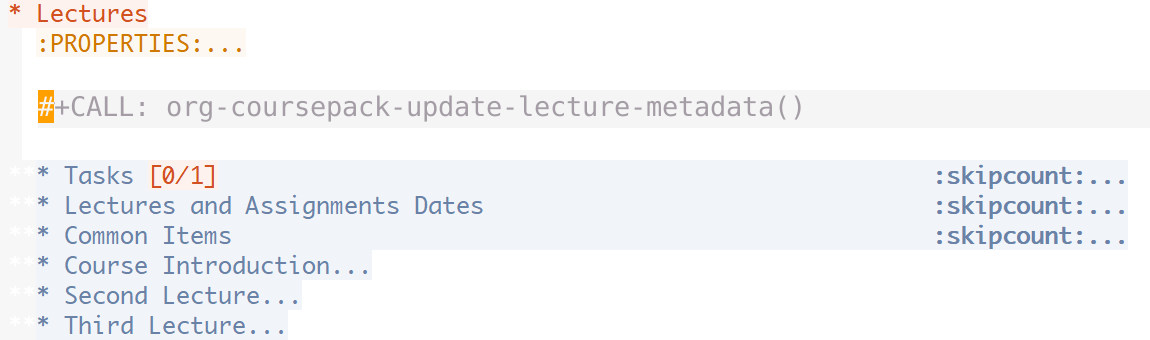 * Lectures
:PROPERTIES:...
#+CALL: org-coursepack-update-lecture-metadata()
*** Tasks [0/1] :skipcount:...
*** Lectures and Assignments Dates :skipcount:...
*** Common Items :skipcount:...
*** Course Introduction...
*** Second Lecture...
*** Third Lecture...